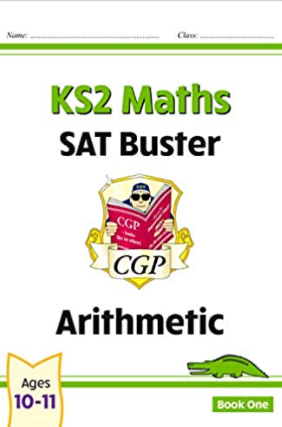 Name: ........................................ Class: ........................
KS2 Maths
SAT Buster
CGP
CGP
Arithmetic
Ages
10-11
Book One